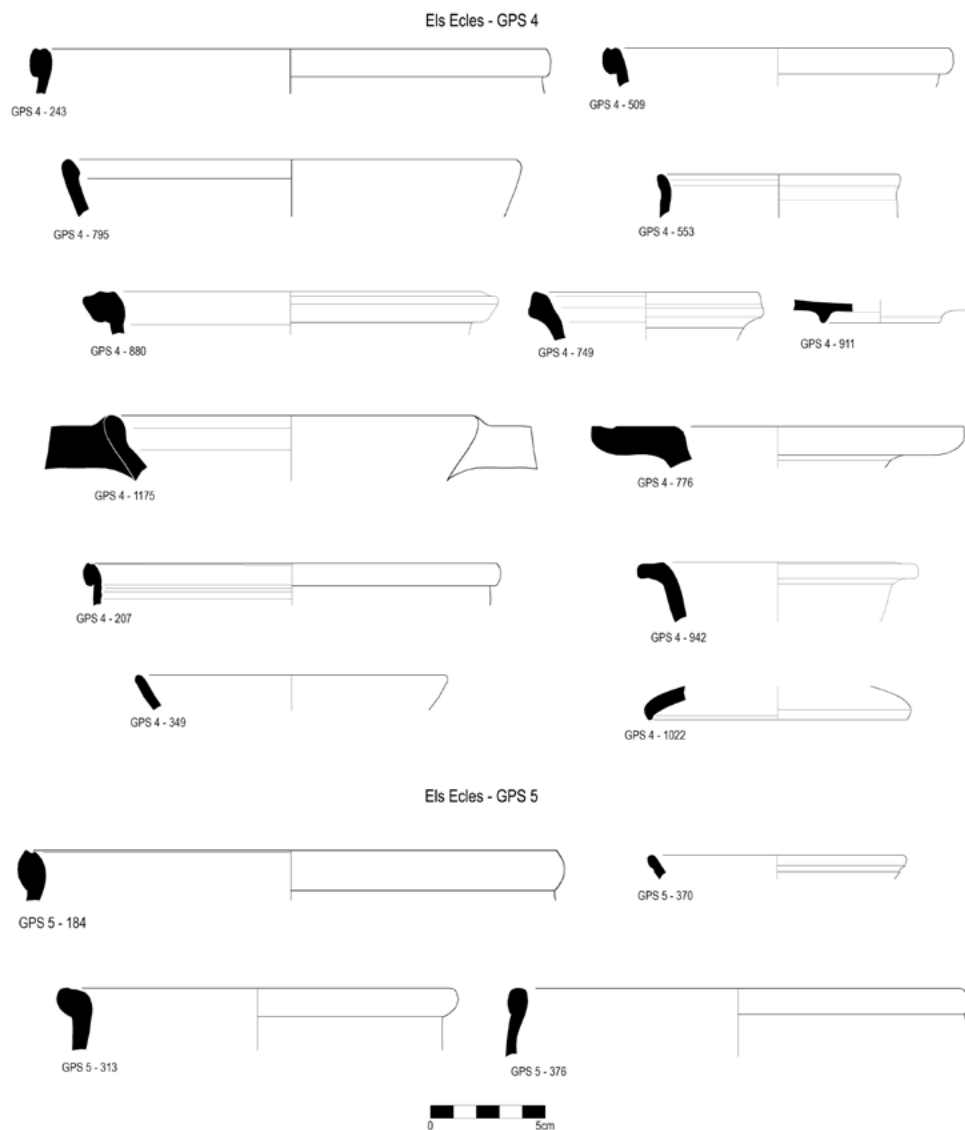 Els Ecles - GPS 4
GPS 4 - 243
GPS 4 - 509
GPS 4 - 795
GPS 4 - 553
GPS 4 - 880
GPS 4 - 749
GPS 4 - 911
GPS 4 - 1175
GPS 4 - 776
GPS 4 - 207
GPS 4 - 942
GPS 4 - 349
GPS 4 - 1022
Els Ecles - GPS 5
GPS 5 - 184
GPS 5 - 370
GPS 5 - 313
GPS 5 - 376
0 5cm